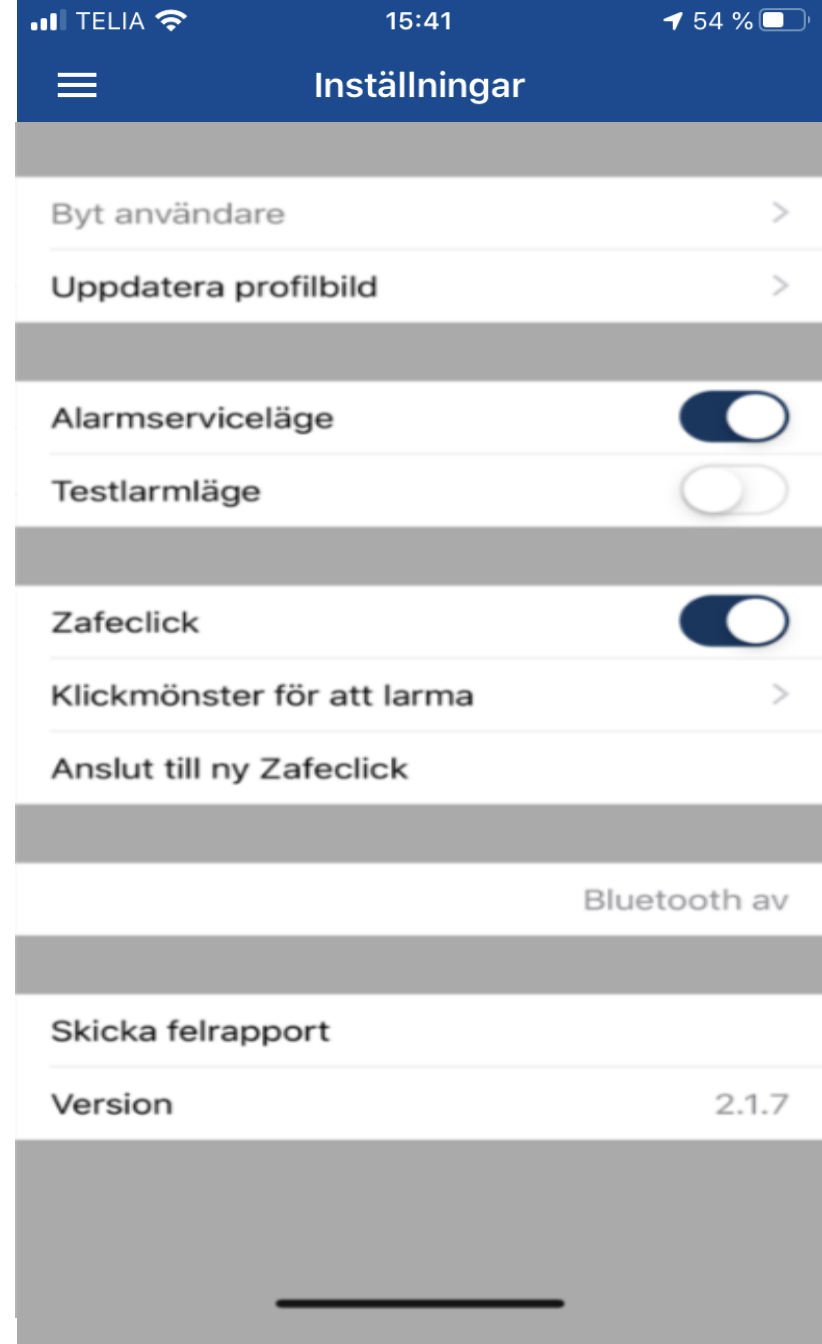 TELIA 15:41 54 %
Inställningar
Byt användare
Uppdatera profilbild
Alarmserviceläge
Testlarmläge
Zafeclick
Klickmönster för att larma
Anslut till ny Zafeclick
Bluetooth av
Skicka felrapport
Version 2.1.7